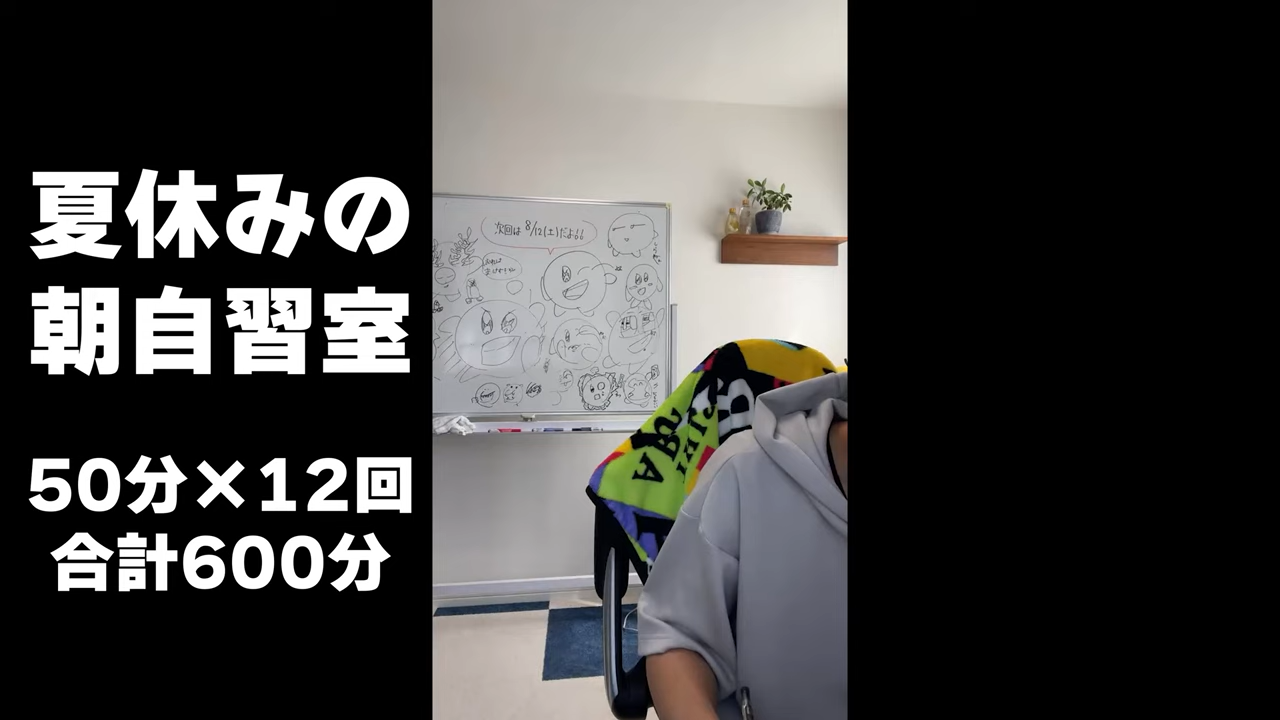 夏休みの
朝自習室
50分×12回
合計600分
次回は 8/12(土)だよ!!